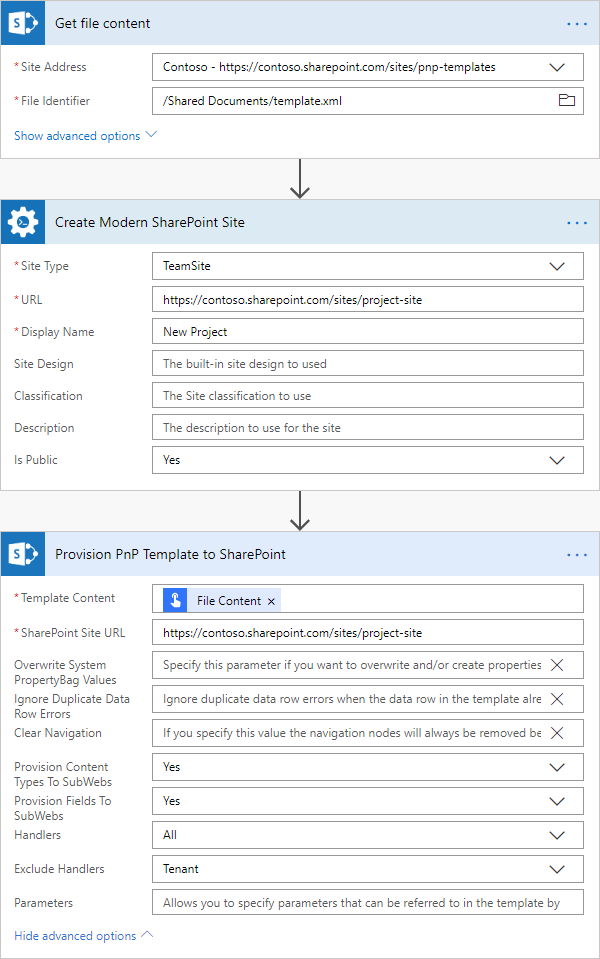 Get file content
* Site Address
Contoso - https://contoso.sharepoint.com/sites/pnp-templates
* File Identifier
/Shared Documents/template.xml
Show advanced options
Create Modern SharePoint Site
* Site Type
TeamSite
* URL
https://contoso.sharepoint.com/sites/project-site
* Display Name
New Project
Site Design
The built-in site design to used
Classification
The Site classification to use
Description
The description to use for the site
Is Public
Yes
Provision PnP Template to SharePoint
* Template Content
File Content ×
* SharePoint Site URL
https://contoso.sharepoint.com/sites/project-site
Overwrite System
PropertyBag Values
Specify this parameter if you want to overwrite and/or create properties
Ignore Duplicate Data
Row Errors
Ignore duplicate data row errors when the data row in the template alre
Clear Navigation
If you specify this value the navigation nodes will always be removed be
Provision Content
Types To SubWebs
Yes
Provision Fields To
SubWebs
Yes
Handlers
All
Exclude Handlers
Tenant
Parameters
Allows you to specify parameters that can be referred to in the template by
Hide advanced options